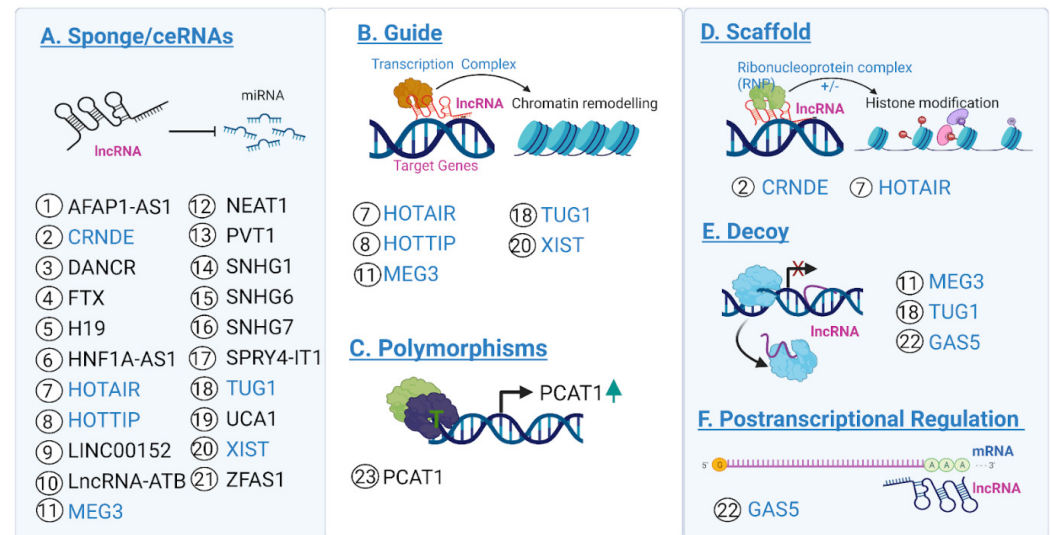 A. Sponge/ceRNAs
miRNA
lncRNA
1 AFAP1-AS1
2 CRNDE
3 DANCR
4 FTX
5 H19
6 HNF1A-AS1
7 HOTAIR
8 HOTTIP
9 LINC00152
10 LncRNA-ATB
11 MEG3
12 NEAT1
13 PVT1
14 SNHG1
15 SNHG6
16 SNHG7
17 SPRY4-IT1
18 TUG1
19 UCA1
20 XIST
21 ZFAS1
B. Guide
Transcription Complex
lncRNA
Chromatin remodelling
Target Genes
7 HOTAIR
8 HOTTIP
11 MEG3
18 TUG1
20 XIST
C. Polymorphisms
T
PCAT1
23 PCAT1
D. Scaffold
Ribonucleoprotein complex
(RNP)
+/-
lncRNA
Histone modification
2 CRNDE
7 HOTAIR
E. Decoy
lncRNA
11 MEG3
18 TUG1
22 GAS5
F. Postranscriptional Regulation
mRNA
5' G A A A ---3'
lncRNA
22 GAS5